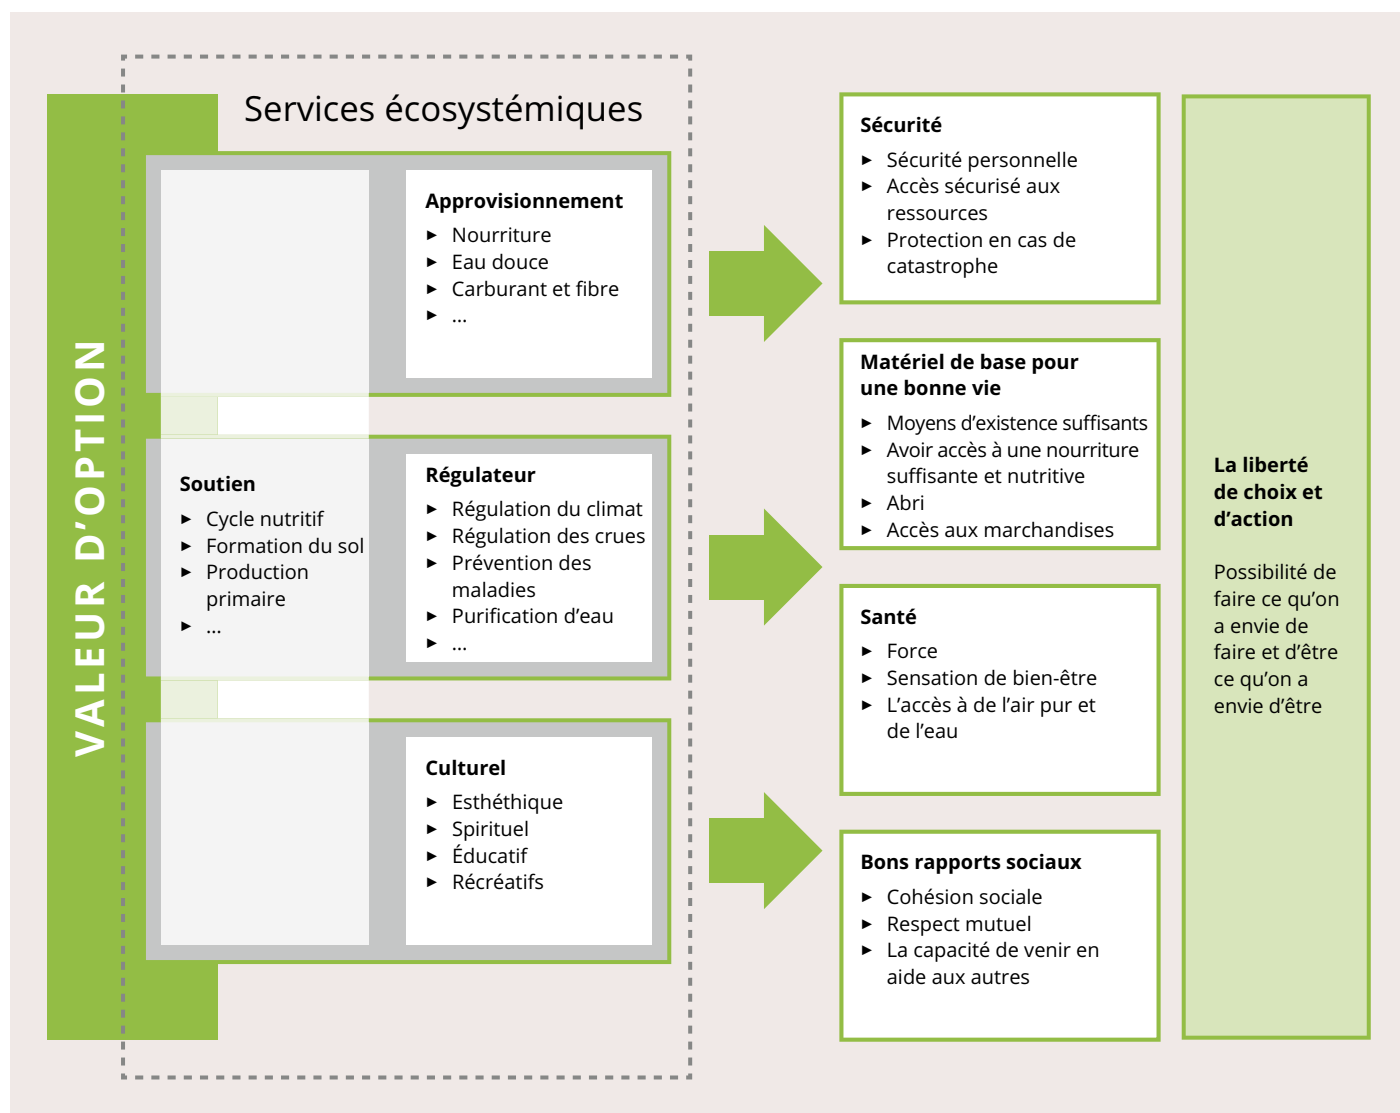 VALEUR D’OPTION
Services écosystémiques
Soutien
► Cycle nutritif
► Formation du sol
► Production
primaire
► ...
Approvisionnement
► Nourriture
► Eau douce
► Carburant et fibre
► ...
Régulateur
► Régulation du climat
► Régulation des crues
► Prévention des
maladies
► Purification d’eau
► ...
Culturel
► Esthéthique
► Spirituel
► Éducatif
► Récréatifs
Sécurité
► Sécurité personnelle
► Accès sécurisé aux
ressources
► Protection en cas de
catastrophe
Matériel de base pour
une bonne vie
► Moyens d’existence suffisants
► Avoir accès à une nourriture
suffisante et nutritive
► Abri
► Accès aux marchandises
Santé
► Force
► Sensation de bien-être
► L’accès à de l’air pur et
de l’eau
Bons rapports sociaux
► Cohésion sociale
► Respect mutuel
► La capacité de venir en
aide aux autres
La liberté
de choix et
d’action
Possibilité de
faire ce qu’on
a envie de
faire et d’être
ce qu’on a
envie d’être